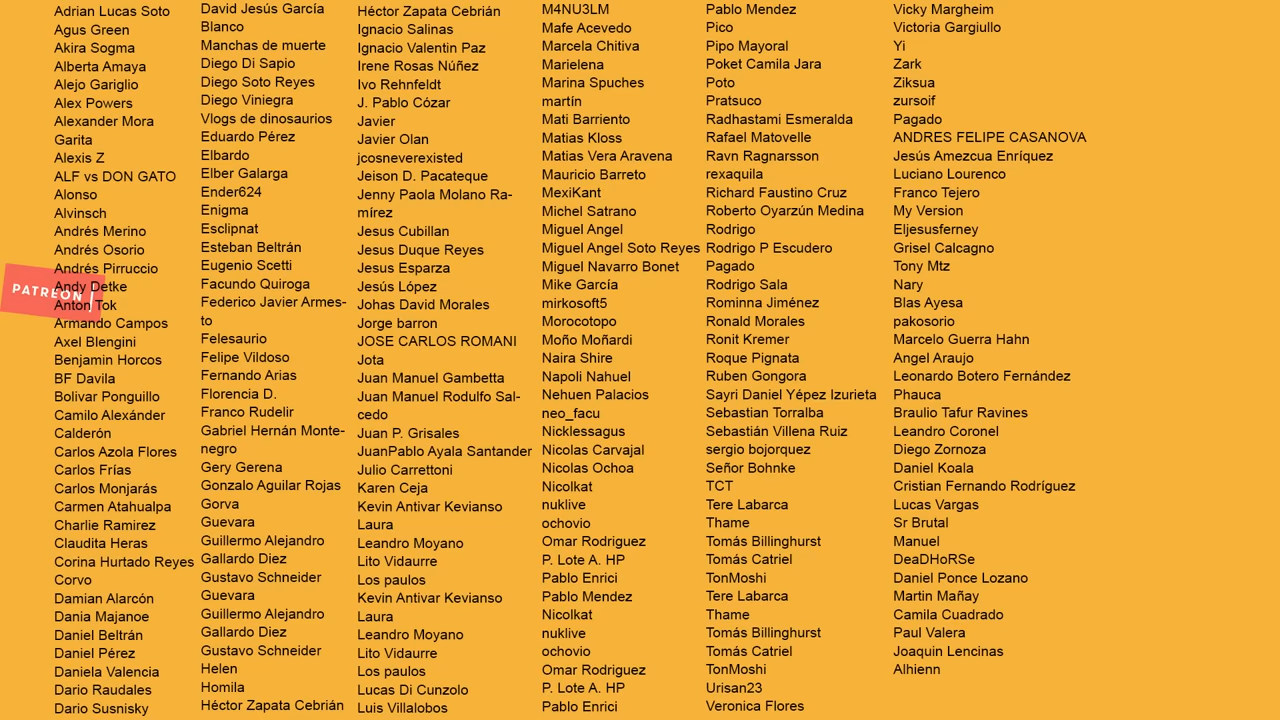 Adrian Lucas Soto
Agus Green
Akira Sogma
Alberta Amaya
Alejo Gariglio
Alex Powers
Alexander Mora
Garita
Alexis Z
ALF vs DON GATO
Alonso
Alvinsch
Andrés Merino
Andrés Osorio
Andrés Pirruccio
Andy Detke
Anton Tok
Armando Campos
Axel Blengini
Benjamin Horcos
BF Davila
Bolivar Ponguillo
Camilo Alexánder
Calderón
Carlos Azola Flores
Carlos Frías
Carlos Monjarás
Carmen Atahualpa
Charlie Ramirez
Claudita Heras
Corina Hurtado Reyes
Corvo
Damian Alarcón
Dania Majanoe
Daniel Beltrán
Daniel Pérez
Daniela Valencia
Dario Raudales
Dario Susnisky
PATREON
David Jesús García
Blanco
Manchas de muerte
Diego Di Sapio
Diego Soto Reyes
Diego Viniegra
Vlogs de dinosaurios
Eduardo Pérez
Elbardo
Elber Galarga
Ender624
Enigma
Esclipnat
Esteban Beltrán
Eugenio Scetti
Facundo Quiroga
Federico Javier Armes-
to
Felesaurio
Felipe Vildoso
Fernando Arias
Florencia D.
Franco Rudelir
Gabriel Hernán Monte-
negro
Gery Gerena
Gonzalo Aguilar Rojas
Gorva
Guevara
Guillermo Alejandro
Gallardo Diez
Gustavo Schneider
Guevara
Guillermo Alejandro
Gallardo Diez
Gustavo Schneider
Helen
Homila
Héctor Zapata Cebrián
Héctor Zapata Cebrián
Ignacio Salinas
Ignacio Valentin Paz
Irene Rosas Núñez
Ivo Rehnfeldt
J. Pablo Cózar
Javier
Javier Olan
jcosneverexisted
Jeison D. Pacateque
Jenny Paola Molano Ra-
mírez
Jesus Cubillan
Jesus Duque Reyes
Jesus Esparza
Jesús López
Johas David Morales
Jorge barron
JOSE CARLOS ROMANI
Jota
Juan Manuel Gambetta
Juan Manuel Rodulfo Sal-
cedo
Juan P. Grisales
JuanPablo Ayala Santander
Julio Carrettoni
Karen Ceja
Kevin Antivar Kevianso
Laura
Leandro Moyano
Lito Vidaurre
Los paulos
Kevin Antivar Kevianso
Laura
Leandro Moyano
Lito Vidaurre
Los paulos
Lucas Di Cunzolo
Luis Villalobos
M4NU3LM
Mafe Acevedo
Marcela Chitiva
Marielena
Marina Spuches
martín
Mati Barriento
Matias Kloss
Matias Vera Aravena
Mauricio Barreto
MexiKant
Michel Satrano
Miguel Angel
Miguel Angel Soto Reyes
Miguel Navarro Bonet
Mike García
mirkosoft5
Morocotopo
Moño Moñardi
Naira Shire
Napoli Nahuel
Nehuen Palacios
neo_facu
Nicklessagus
Nicolas Carvajal
Nicolas Ochoa
Nicolkat
nuklive
ochovio
Omar Rodriguez
P. Lote A. HP
Pablo Enrici
Pablo Mendez
Nicolkat
nuklive
ochovio
Omar Rodriguez
P. Lote A. HP
Pablo Enrici
Pablo Mendez
Pico
Pipo Mayoral
Poket Camila Jara
Poto
Pratsuco
Radhastami Esmeralda
Rafael Matovelle
Ravn Ragnarsson
rexaquila
Richard Faustino Cruz
Roberto Oyarzún Medina
Rodrigo
Rodrigo P Escudero
Pagado
Rodrigo Sala
Rominna Jiménez
Ronald Morales
Ronit Kremer
Roque Pignata
Ruben Gongora
Sayri Daniel Yépez Izurieta
Sebastian Torralba
Sebastián Villena Ruiz
sergio bojorquez
Señor Bohnke
TCT
Tere Labarca
Thame
Tomás Billinghurst
Tomás Catriel
TonMoshi
Tere Labarca
Thame
Tomás Billinghurst
Tomás Catriel
TonMoshi
Urisan23
Veronica Flores
Vicky Margheim
Victoria Gargiullo
Yi
Zark
Ziksua
zursoif
Pagado
ANDRES FELIPE CASANOVA
Jesús Amezcua Enríquez
Luciano Lourenco
Franco Tejero
My Version
Eljesusferney
Grisel Calcagno
Tony Mtz
Nary
Blas Ayesa
pakosorio
Marcelo Guerra Hahn
Angel Araujo
Leonardo Botero Fernández
Phauca
Braulio Tafur Ravines
Leandro Coronel
Diego Zornoza
Daniel Koala
Cristian Fernando Rodríguez
Lucas Vargas
Sr Brutal
Manuel
DeaDHoRSe
Daniel Ponce Lozano
Martin Mañay
Camila Cuadrado
Paul Valera
Joaquin Lencinas
Alhienn